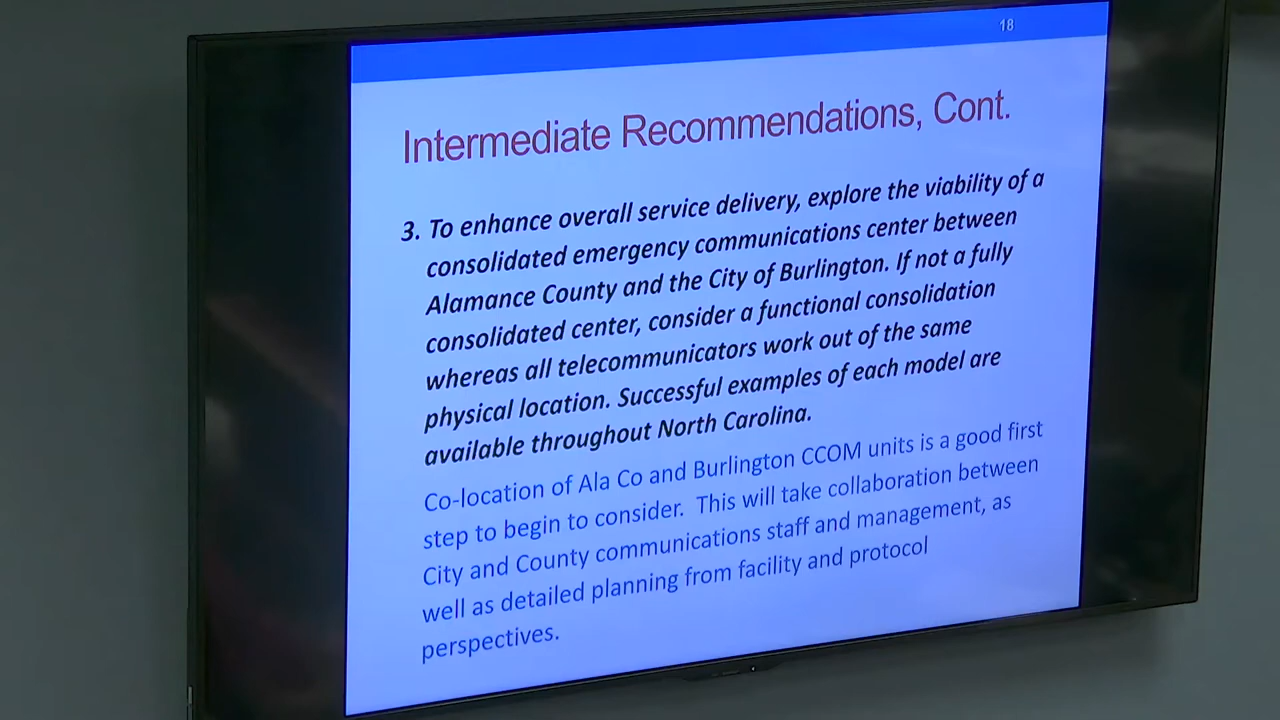 18
Intermediate Recommendations, Cont.
3. To enhance overall service delivery, explore the viability of a
consolidated emergency communications center between
Alamance County and the City of Burlington. If not a fully
consolidated center, consider a functional consolidation
whereas all telecommunicators work out of the same
physical location. Successful examples of each model are
available throughout North Carolina.
Co-location of Ala Co and Burlington CCOM units is a good first
step to begin to consider. This will take collaboration between
City and County communications staff and management, as
well as detailed planning from facility and protocol
perspectives.